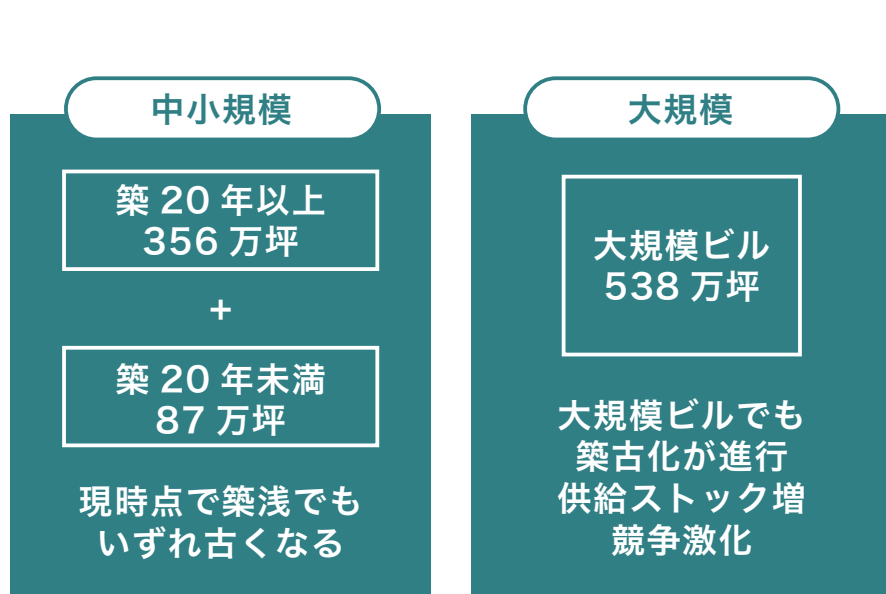 中小規模
築 20 年以上
356 万坪
+
築 20 年未満
87 万坪
現時点で築浅でも
いずれ古くなる
大規模
大規模ビル
538 万坪
大規模ビルでも
築古化が進行
供給ストック増
競争激化